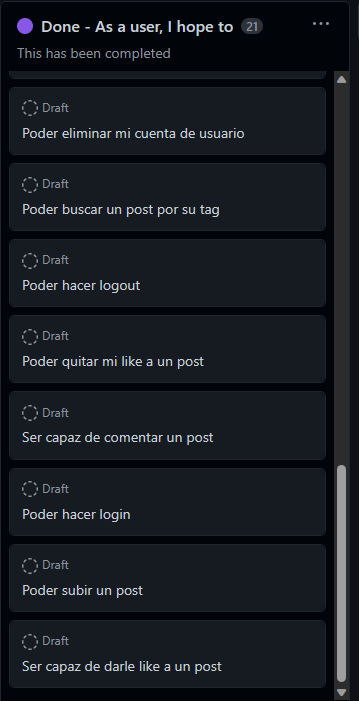 Done - As a user, I hope to 21
This has been completed
Draft
Poder eliminar mi cuenta de usuario
Draft
Poder buscar un post por su tag
Draft
Poder hacer logout
Draft
Poder quitar mi like a un post
Draft
Ser capaz de comentar un post
Draft
Poder hacer login
Draft
Poder subir un post
Draft
Ser capaz de darle like a un post